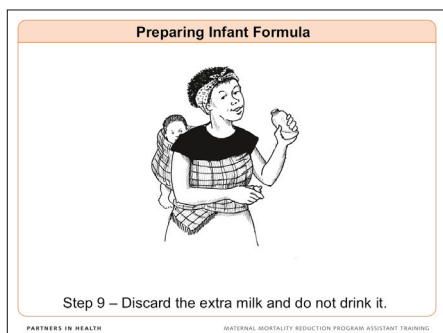 Preparing Infant Formula
Step 9 – Discard the extra milk and do not drink it.
PARTNERS IN HEALTH MATERNAL MORTALITY REDUCTION PROGRAM ASSISTANT TRAINING